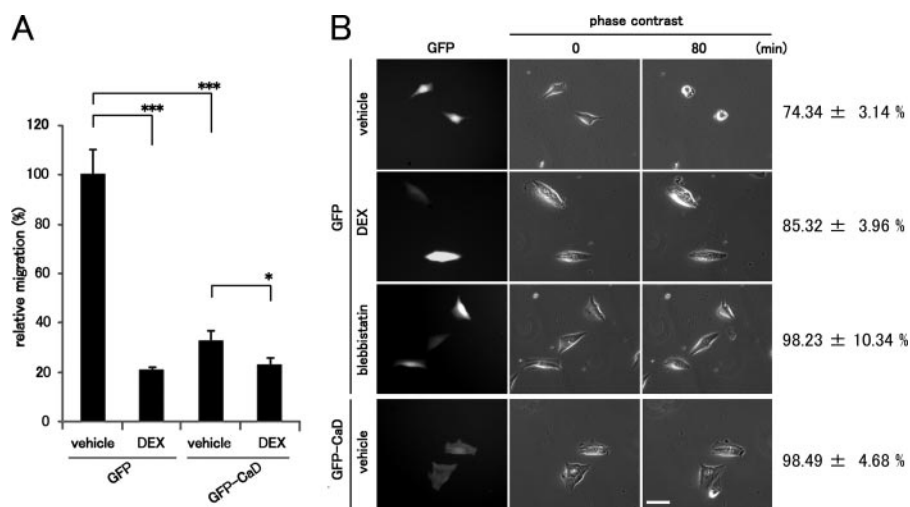 A
120
100
80
60
40
20
0
relative migration (%)
***
***
*
vehicle DEX vehicle DEX
GFP GFP-CaD
B
phase contrast
GFP 0 80 (min)
GFP
vehicle
74.34 ± 3.14 %
DEX
85.32 ± 3.96 %
blebbistatin
98.23 ± 10.34 %
GFP-CaD
vehicle
98.49 ± 4.68 %